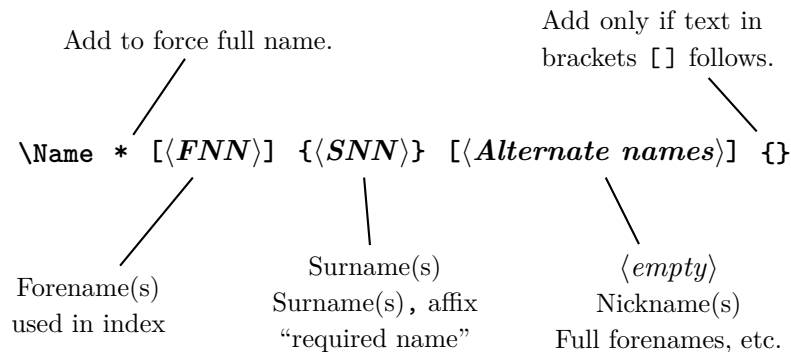 Add to force full name.
Add only if text in
brackets [] follows.
\Name * [⟨FNN⟩] {⟨SNN⟩} [⟨Alternate names⟩] {}
Forename(s)
used in index
Surname(s)
Surname(s), affix
“required name”
⟨empty⟩
Nickname(s)
Full forenames, etc.